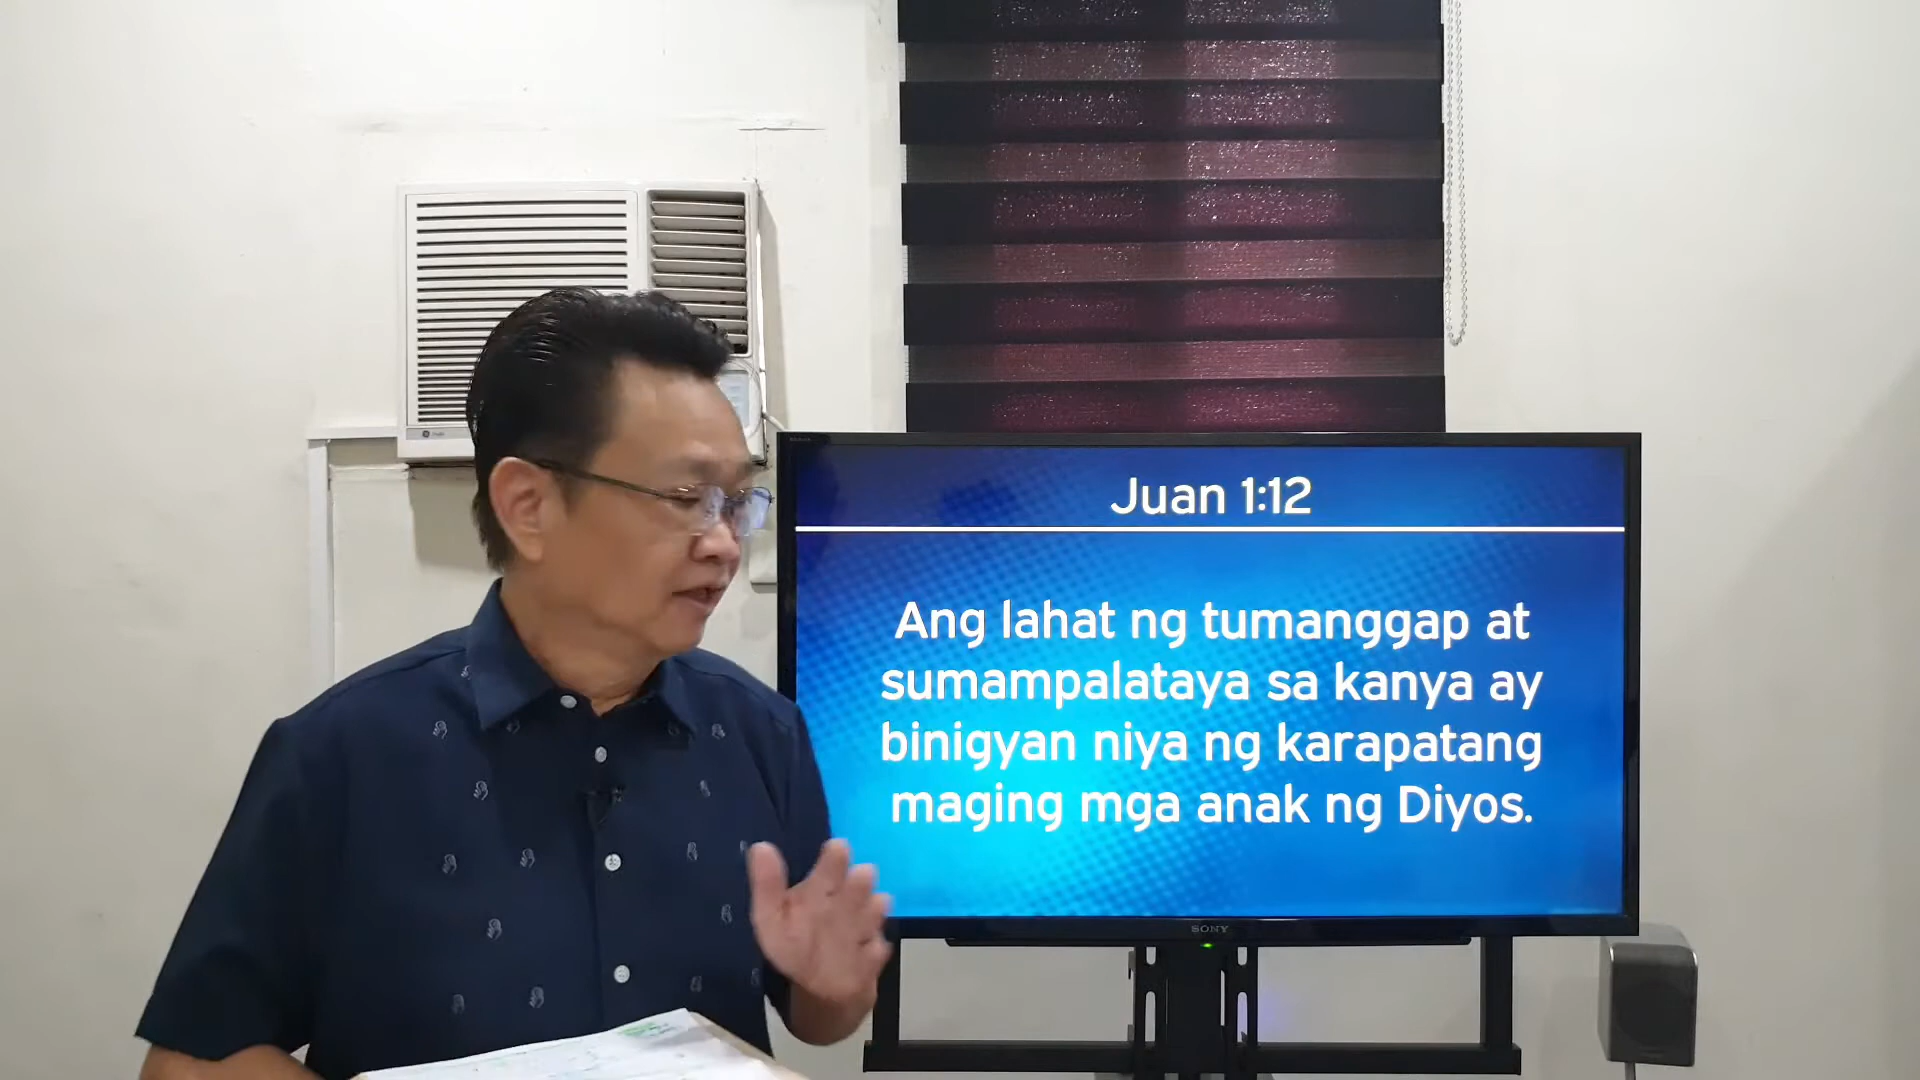 Juan 1:12
Ang lahat ng tumanggap at
sumampalataya sa kanya ay
binigyan niya ng karapatang
maging mga anak ng Diyos.
SONY